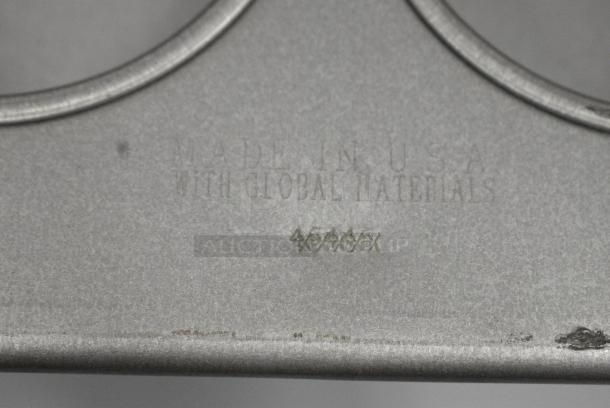 MADE IN U.S.A
WITH GLOBAL MATERIALS